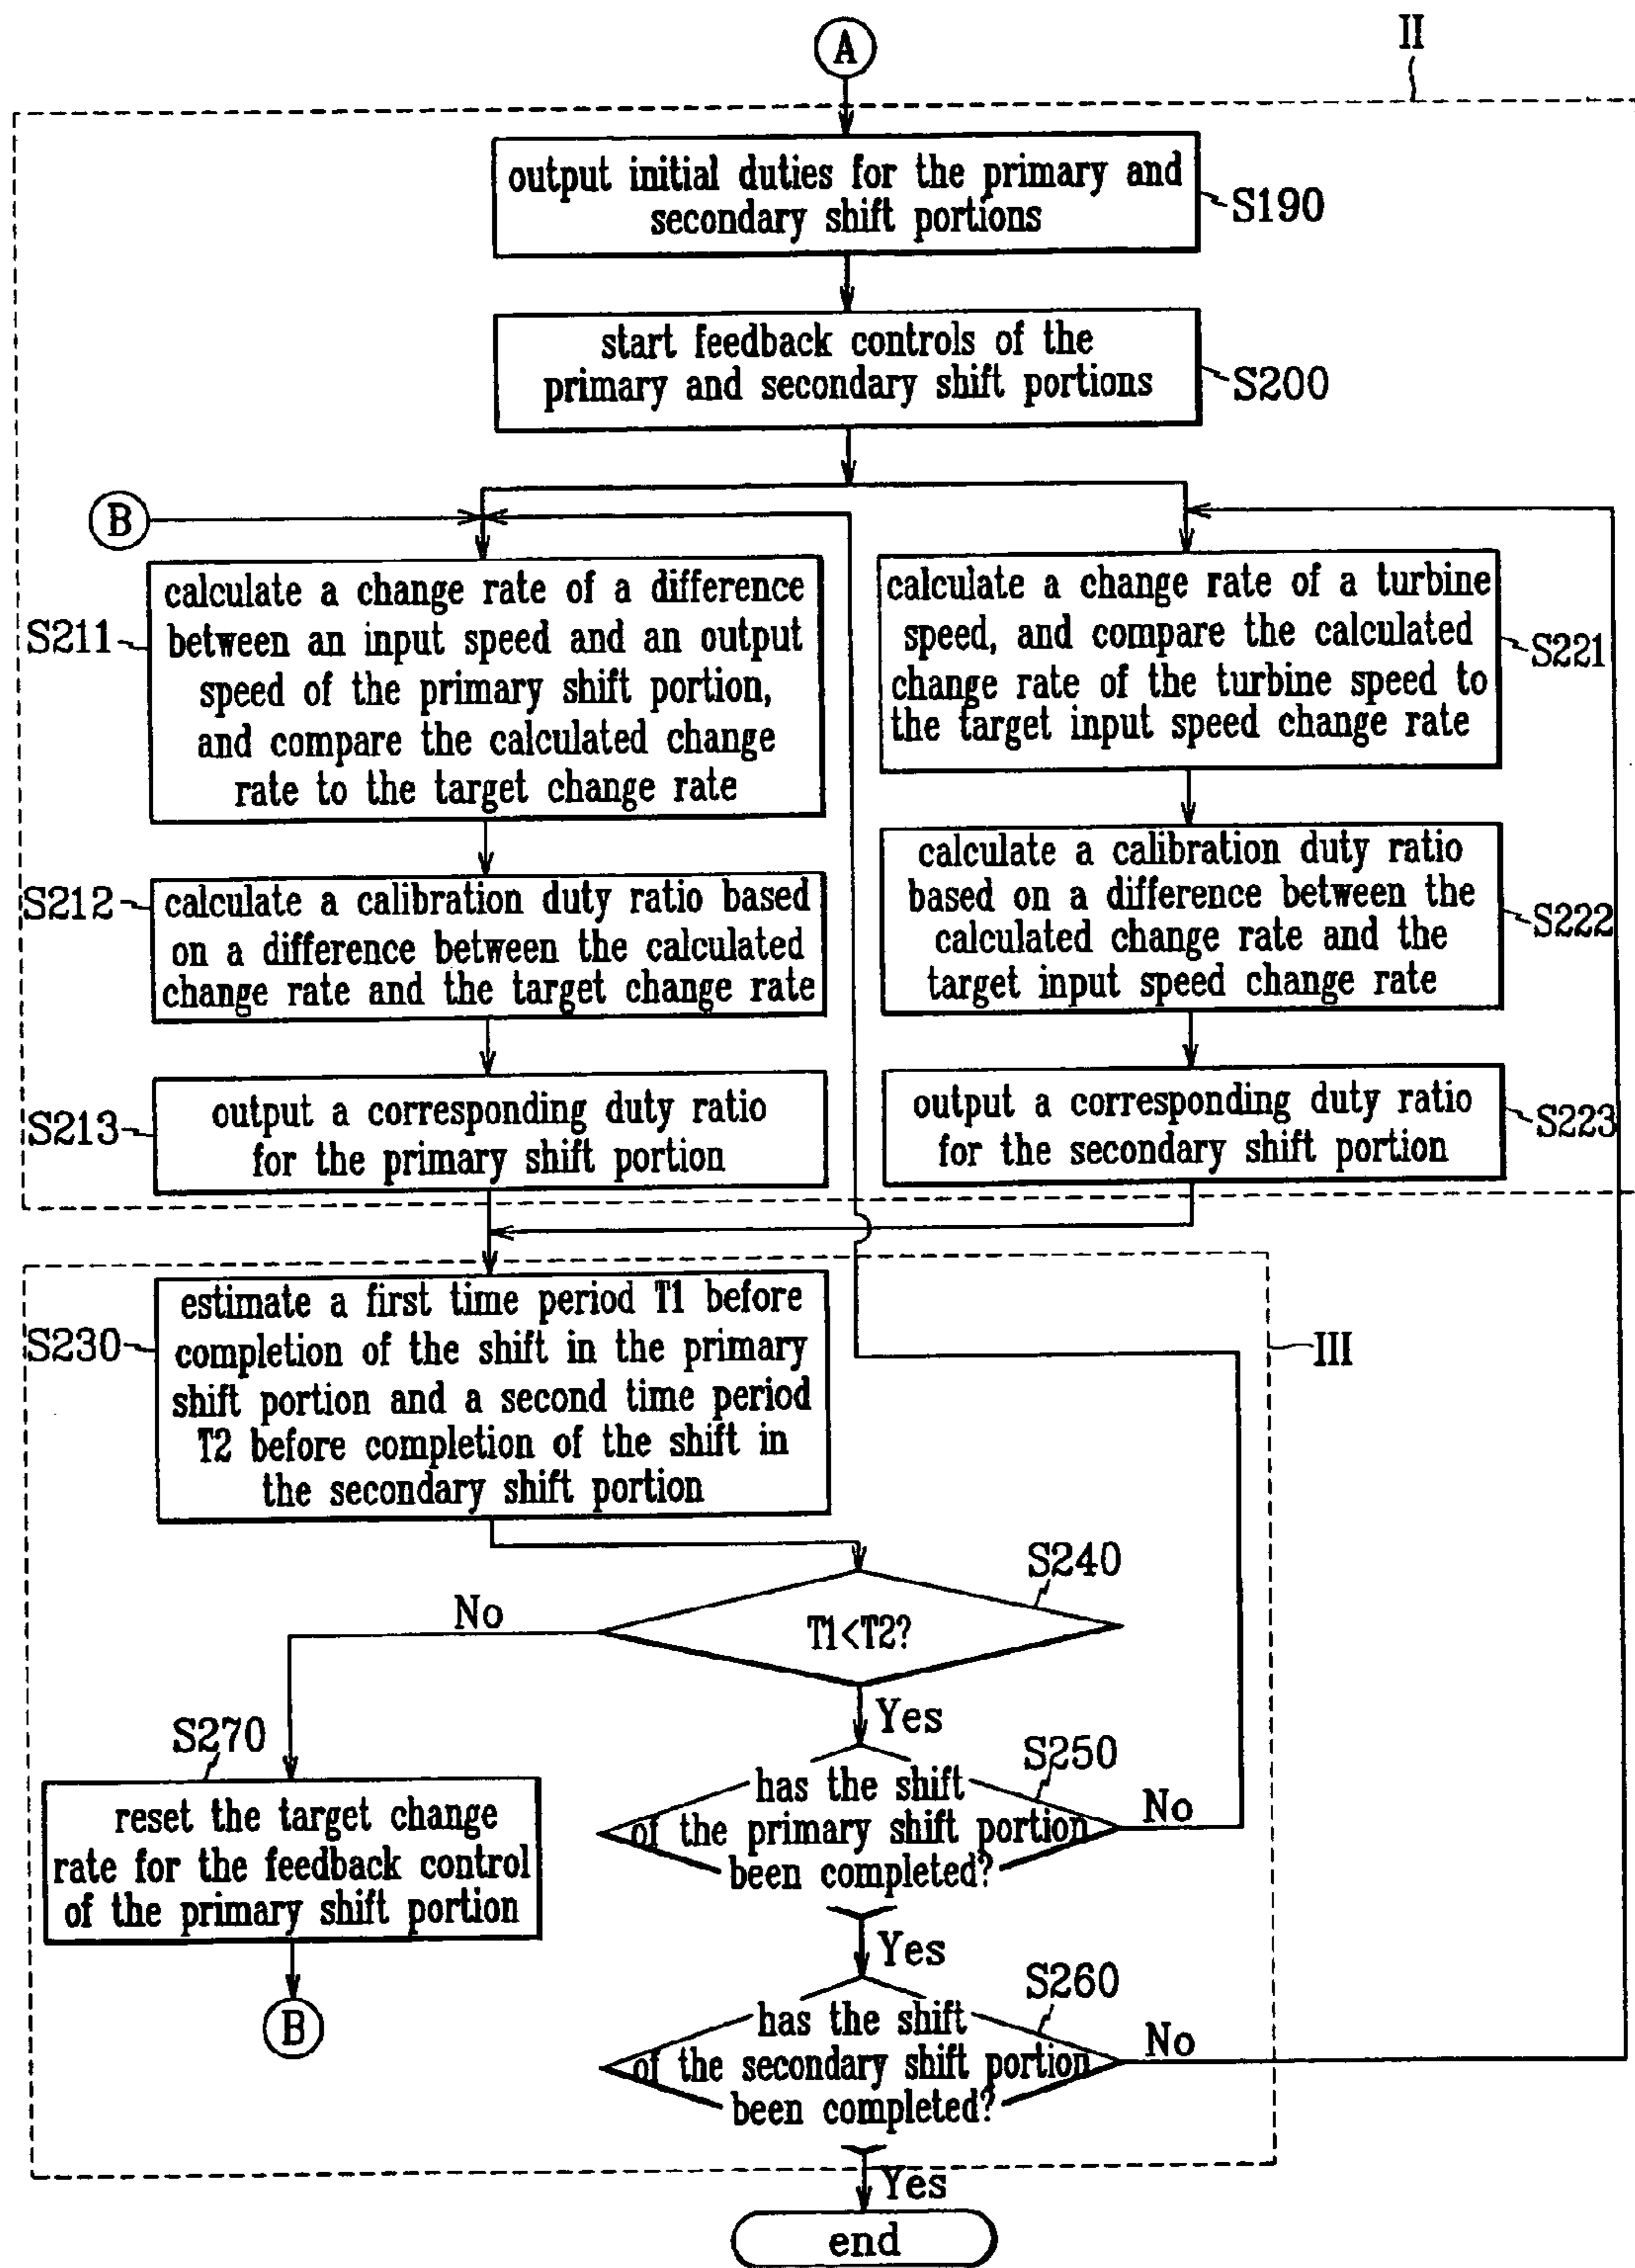 A
II
output initial duties for the primary and
secondary shift portions
S190
start feedback controls of the
primary and secondary shift portions
S200
B
calculate a change rate of a difference
between an input speed and an output
speed of the primary shift portion,
and compare the calculated change
rate to the target change rate
S211
calculate a calibration duty ratio based
on a difference between the calculated
change rate and the target change rate
S212
output a corresponding duty ratio
for the primary shift portion
S213
calculate a change rate of a turbine
speed, and compare the calculated
change rate of the turbine speed to
the target input speed change rate
S221
calculate a calibration duty ratio
based on a difference between the
calculated change rate and the
target input speed change rate
S222
output a corresponding duty ratio
for the secondary shift portion
S223
estimate a first time period T1 before
completion of the shift in the primary
shift portion and a second time period
T2 before completion of the shift in
the secondary shift portion
S230
III
S240
T1<T2?
No
Yes
S270
reset the target change
rate for the feedback control
of the primary shift portion
B
S250
has the shift
of the primary shift portion
been completed?
No
Yes
S260
has the shift
of the secondary shift portion
been completed?
No
Yes
end